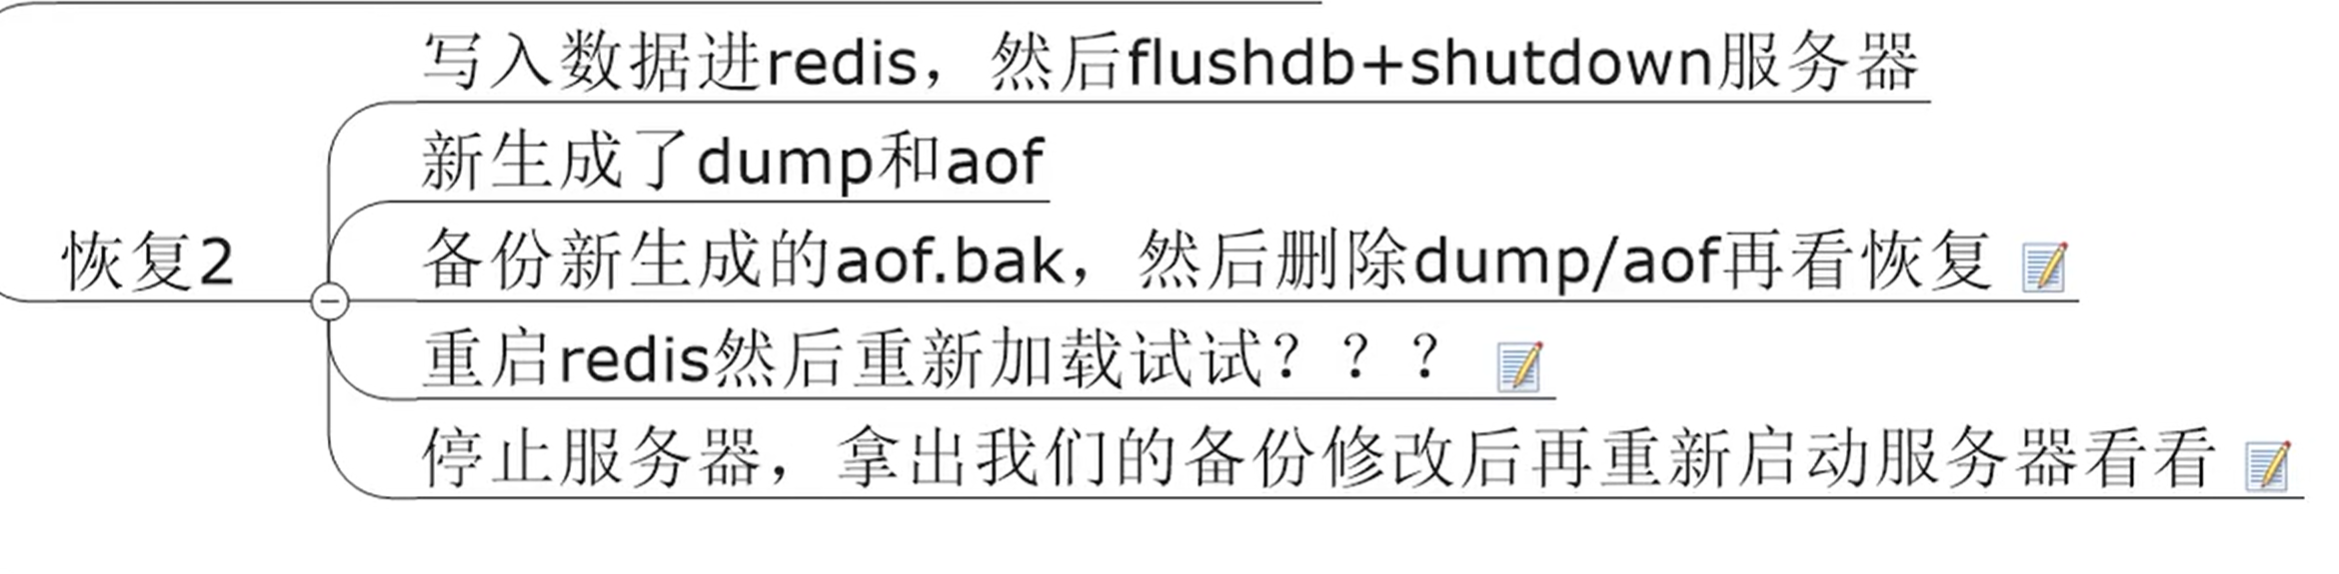 写入数据进redis，然后flushdb+shutdown服务器
新生成了dump和aof
恢复2
备份新生成的aof.bak，然后删除dump/aof再看恢复
重启redis然后重新加载试试？？？
停止服务器，拿出我们的备份修改后再重新启动服务器看看